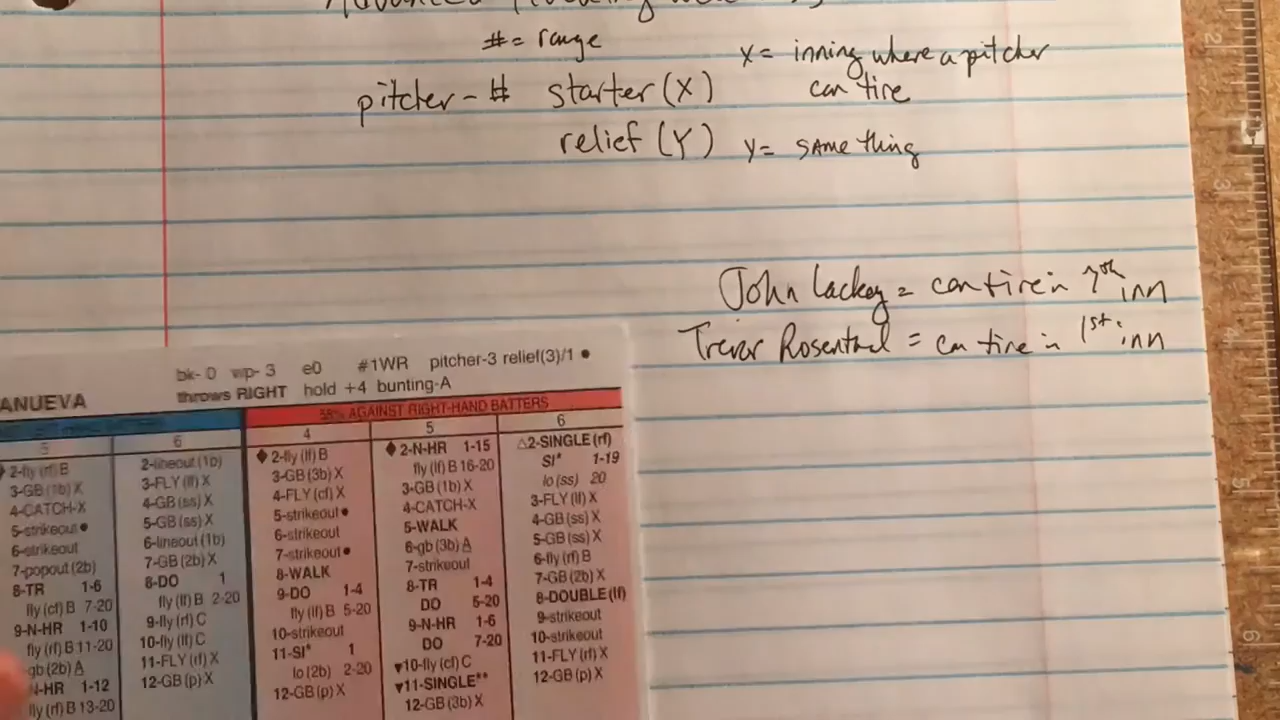 Advanced
# = range
x = inning where a pitcher can tire
pitcher - # starter (X)
relief (Y) y = same thing
John Lackey = can tire in 7th inn
Trevor Rosenthal = can tire in 1st inn
bk- 0 wp- 3 e0 #1WR pitcher-3 relief(3)/1 ●
ANUEVA throws RIGHT hold +4 bunting-A
AGAINST RIGHT-HAND BATTERS
5
2-fly (rf) B
3-GB (1b) X
4-CATCH-X
5-strikeout ●
6-strikeout
7-popout (2b)
8-TR 1-6
fly (cf) B 7-20
9-N-HR 1-10
fly (rf) B 11-20
gb (2b) A
N-HR 1-12
fly (rf) B 13-20
6
2-lineout (1b)
3-FLY (lf) X
4-GB (ss) X
5-GB (ss) X
6-lineout (1b)
7-GB (2b) X
8-DO 1
fly (lf) B 2-20
9-fly (rf) C
10-fly (lf) C
11-FLY (rf) X
12-GB (p) X
4
◆ 2-fly (lf) B
3-GB (3b) X
4-FLY (cf) X
5-strikeout ●
6-strikeout
7-strikeout ●
8-WALK
9-DO 1-4
fly (lf) B 5-20
10-strikeout
11-SI* 1
lo (2b) 2-20
12-GB (p) X
5
◆ 2-N-HR 1-15
fly (lf) B 16-20
3-GB (1b) X
4-CATCH-X
5-WALK
6-gb (3b) A
7-strikeout
8-TR 1-4
DO 5-20
9-N-HR 1-6
DO 7-20
▼10-fly (cf) C
▼11-SINGLE**
12-GB (3b) X
6
△2-SINGLE (rf)
SI* 1-19
lo (ss) 20
3-FLY (lf) X
4-GB (ss) X
5-GB (ss) X
6-fly (rf) B
7-GB (2b) X
8-DOUBLE (lf)
9-strikeout
10-strikeout
11-FLY (rf) X
12-GB (p) X
2
3
5
6